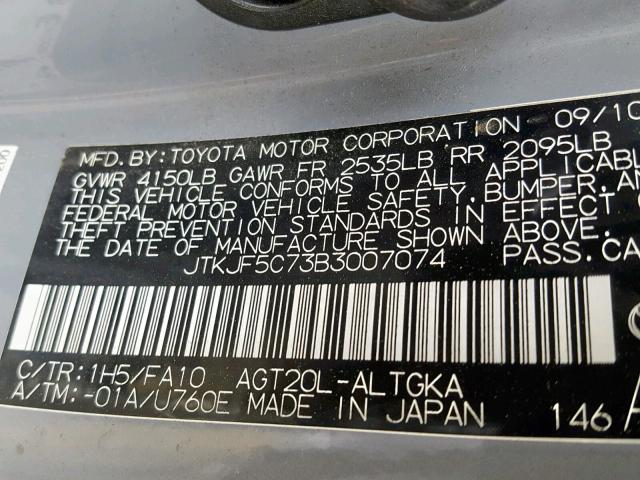 MFD. BY: TOYOTA MOTOR CORPORATION 09/10
GVWR 4150LB GAWR FR 2535LB RR 2095LB
THIS VEHICLE CONFORMS TO ALL APPLICABLE
FEDERAL MOTOR VEHICLE SAFETY, BUMPER, AN
THEFT PREVENTION STANDARDS IN EFFECT O
THE DATE OF MANUFACTURE SHOWN ABOVE.
JTKJF5C73B3007074 PASS. CA
C/TR: 1H5/FA10 AGT20L-ALTGKA
A/TM: -01A/U760E MADE IN JAPAN 146